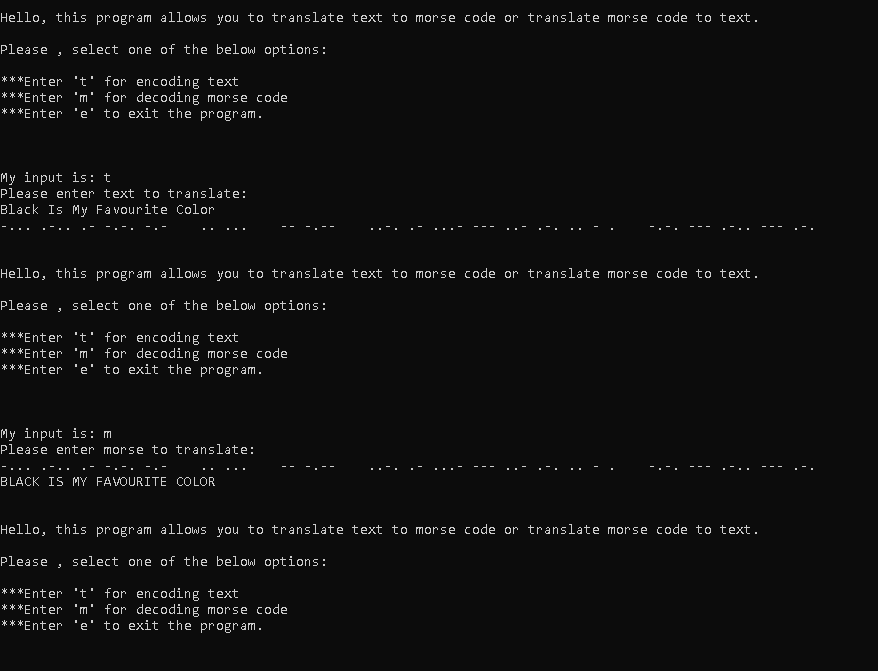 Hello, this program allows you to translate text to morse code or translate morse code to text.
Please , select one of the below options:
***Enter 't' for encoding text
***Enter 'm' for decoding morse code
***Enter 'e' to exit the program.
My input is: t
Please enter text to translate:
Black Is My Favourite Color
-... .-.. .- -.-. -.-    .. ...    -- -.--    ..-. .- ...- --- ..- .-. .. - .    -.-. --- .-.. --- .-.
Hello, this program allows you to translate text to morse code or translate morse code to text.
Please , select one of the below options:
***Enter 't' for encoding text
***Enter 'm' for decoding morse code
***Enter 'e' to exit the program.
My input is: m
Please enter morse to translate:
-... .-.. .- -.-. -.-    .. ...    -- -.--    ..-. .- ...- --- ..- .-. .. - .    -.-. --- .-.. --- .-.
BLACK IS MY FAVOURITE COLOR
Hello, this program allows you to translate text to morse code or translate morse code to text.
Please , select one of the below options:
***Enter 't' for encoding text
***Enter 'm' for decoding morse code
***Enter 'e' to exit the program.